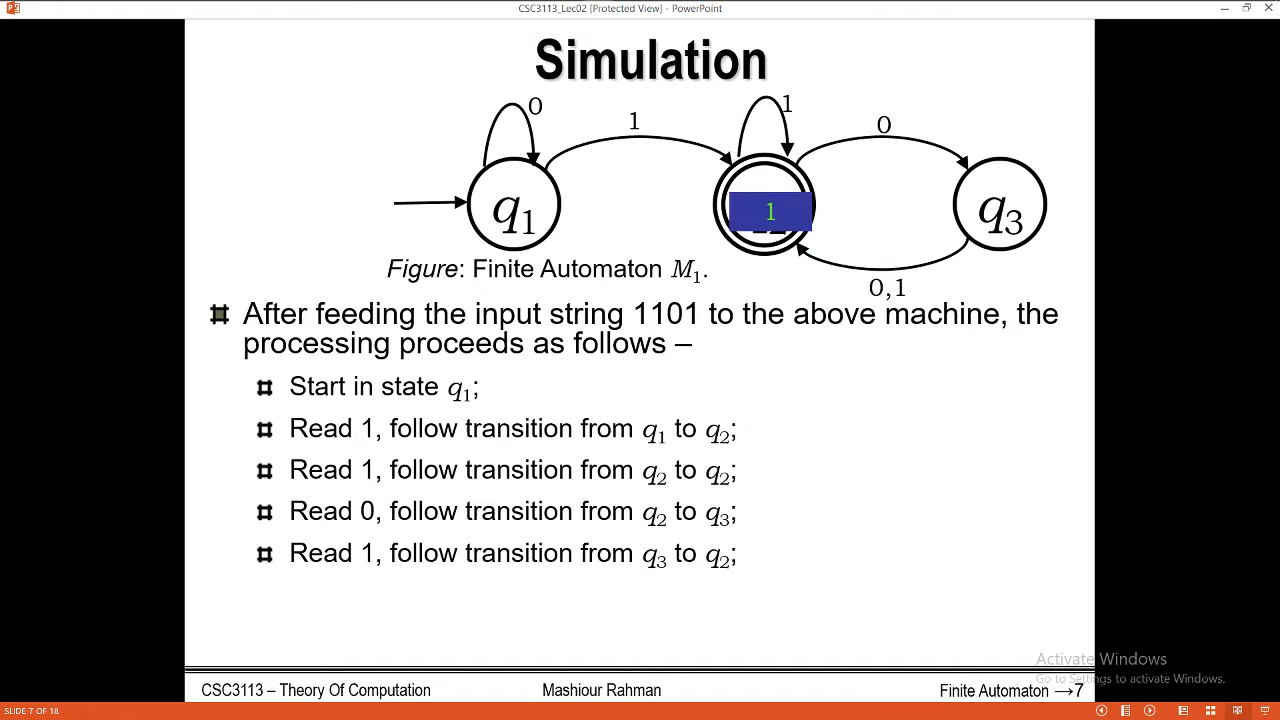 CSC3113_Lec02 [Protected View] - PowerPoint
Simulation
0
1
1
0
q1
1
q3
Figure: Finite Automaton M1.
0,1
After feeding the input string 1101 to the above machine, the
processing proceeds as follows –
Start in state q1;
Read 1, follow transition from q1 to q2;
Read 1, follow transition from q2 to q2;
Read 0, follow transition from q2 to q3;
Read 1, follow transition from q3 to q2;
Activate Windows
Go to Settings to activate Windows.
CSC3113 – Theory Of Computation
Mashiour Rahman
Finite Automaton →7
SLIDE 7 OF 18